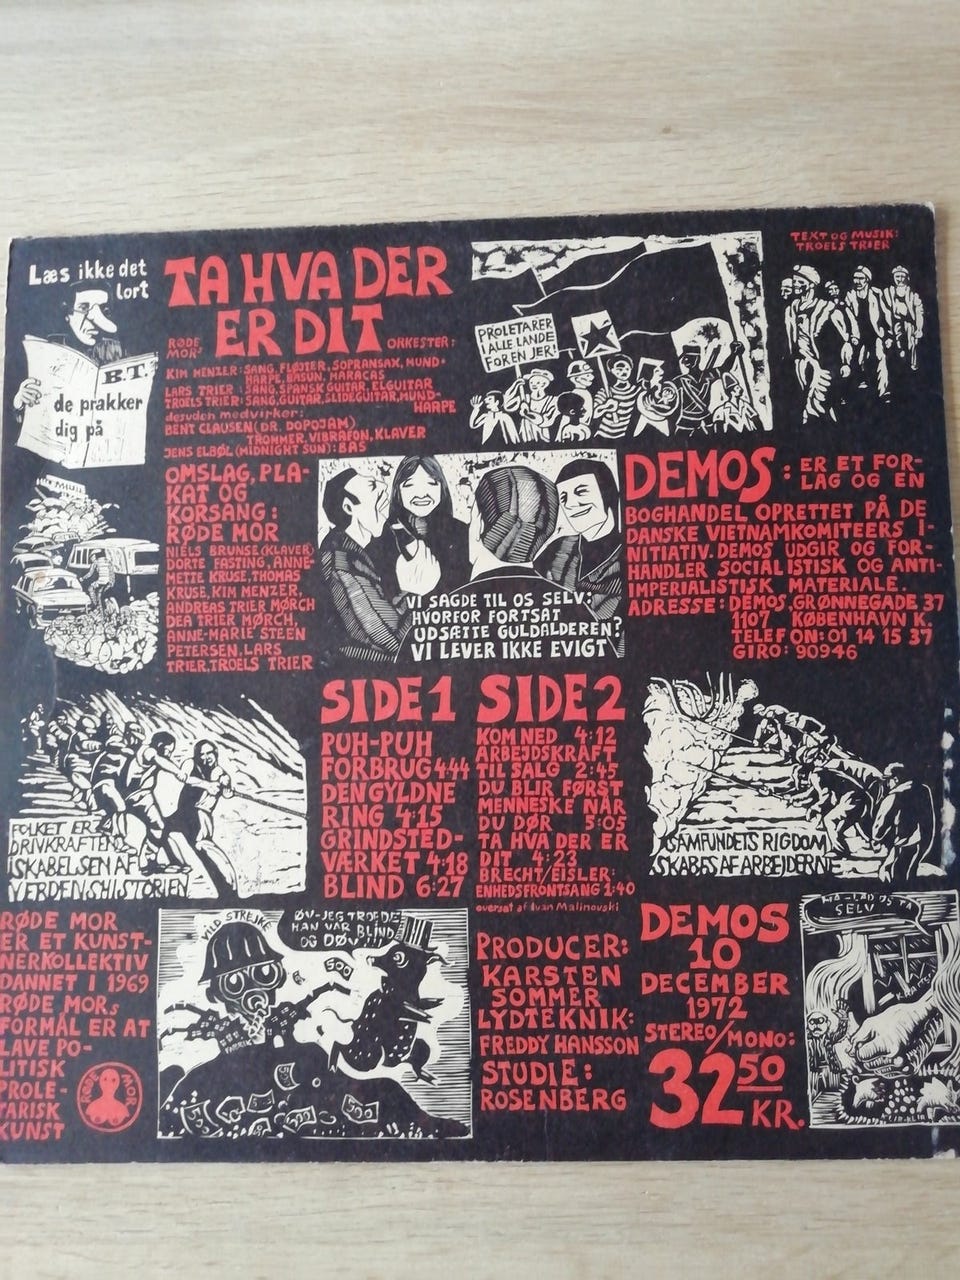 Læs ikke det
lort
B.T.
de prakker
dig på
TA HVA DER
ER DIT
RØDE
MORS
ORKESTER:
KIM MENZER: SANG, FLØJTER, SOPRANSAX, MUND-
HARPE, BASUN, MARACAS
LARS TRIER: SANG, SPANSK GUITAR, ELGUITAR
TROELS TRIER: SANG, GUITAR, SLIDEGUITAR, MUND-
HARPE
desuden medvirker:
BENT CLAUSEN (DR. DOPOJAM)
TROMMER, VIBRAFON, KLAVER
JENS ELBØL (MIDNIGHT SUN): BAS
PROLETARER
I ALLE LANDE
FOREN JER!
TEXT OG MUSIK:
TROELS TRIER
OMSLAG, PLA-
KAT OG
KORSANG:
RØDE MOR
NIELS BRUNSE (KLAVER)
DORTE FASTING, ANNE-
METTE KRUSE, THOMAS
KRUSE, KIM MENZER,
ANDREAS TRIER MØRCH
DEA TRIER MØRCH,
ANNE-MARIE STEEN
PETERSEN, LARS
TRIER, TROELS TRIER
VI SAGDE TIL OS SELV:
HVORFOR FORTSAT
UDSÆTTE GULDALDEREN?
VI LEVER IKKE EVIGT
DEMOS: ER ET FOR-
LAG OG EN
BOGHANDEL OPRETTET PÅ DE
DANSKE VIETNAMKOMITEERS I-
NITIATIV. DEMOS UDGIR OG FOR-
HANDLER SOCIALISTISK OG ANTI-
IMPERIALISTISK MATERIALE.
ADRESSE: DEMOS, GRØNNEGADE 37
1107 KØBENHAVN K.
TELEFON: 01 14 15 37
GIRO: 90946
FOLKET ER
DRIVKRAFTEN
I SKABELSEN AF
VERDENSHISTORIEN
SIDE 1
PUH-PUH
FORBRUG 4:44
DEN GYLDNE
RING 4:15
GRINDSTED-
VÆRKET 4:18
BLIND 6:27
SIDE 2
KOM NED 4:12
ARBEJDSKRAFT
TIL SALG 2:45
DU BLIR FØRST
MENNESKE NÅR
DU DØR 5:05
TA HVA DER ER
DIT 4:23
BRECHT/EISLER:
ENHEDSFRONTSANG 1:40
oversat af Ivan Malinovski
SAMFUNDETS RIGDOM
SKABES AF ARBEJDERNE
RØDE MOR
ER ET KUNST-
NERKOLLEKTIV
DANNET I 1969
RØDE MORS
FORMÅL ER AT
LAVE PO-
LITISK
PROLE-
TARISK
KUNST
RØDE MOR
VILD STREJKE
ØV-JEG TROEDE
HAN VAR BLIND
OG DØV
500
FABRIK
500
500
PRODUCER:
KARSTEN
SOMMER
LYDTEKNIK:
FREDDY HANSSON
STUDIE:
ROSENBERG
DEMOS
10
DECEMBER
1972
STEREO/MONO:
32 50
KR.
SELV